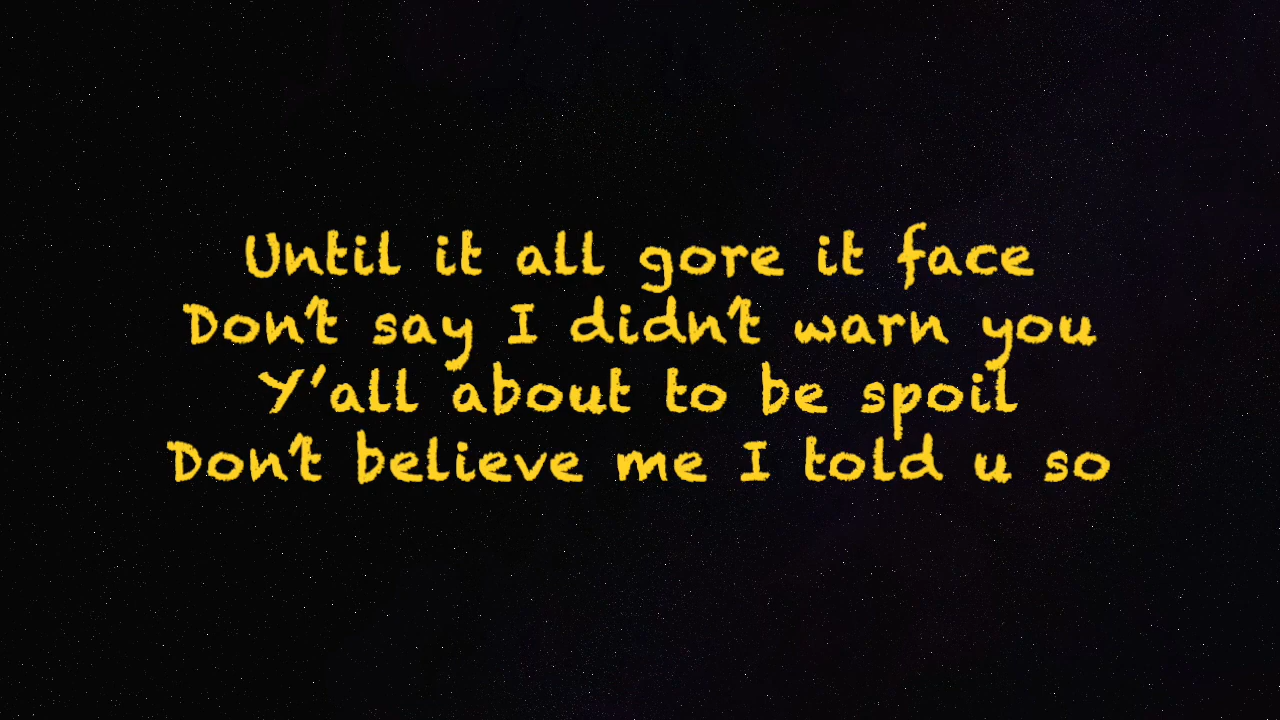 Until it all gore it face
Don't say I didn't warn you
Y'all about to be spoil
Don't believe me I told u so